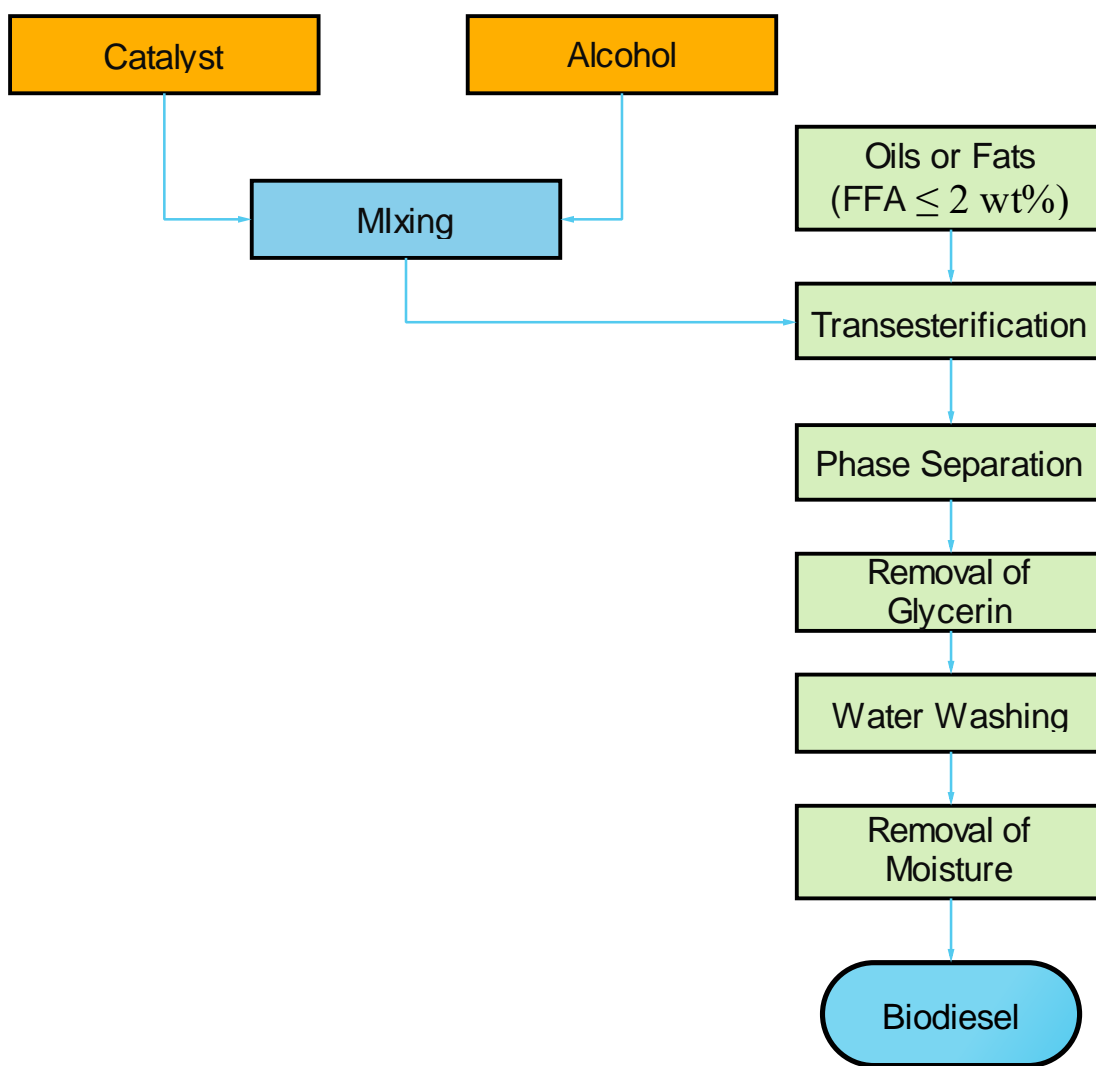 Catalyst
Alcohol
Oils or Fats
(FFA ≤ 2 wt%)
MIxing
Transesterification
Phase Separation
Removal of
Glycerin
Water Washing
Removal of
Moisture
Biodiesel